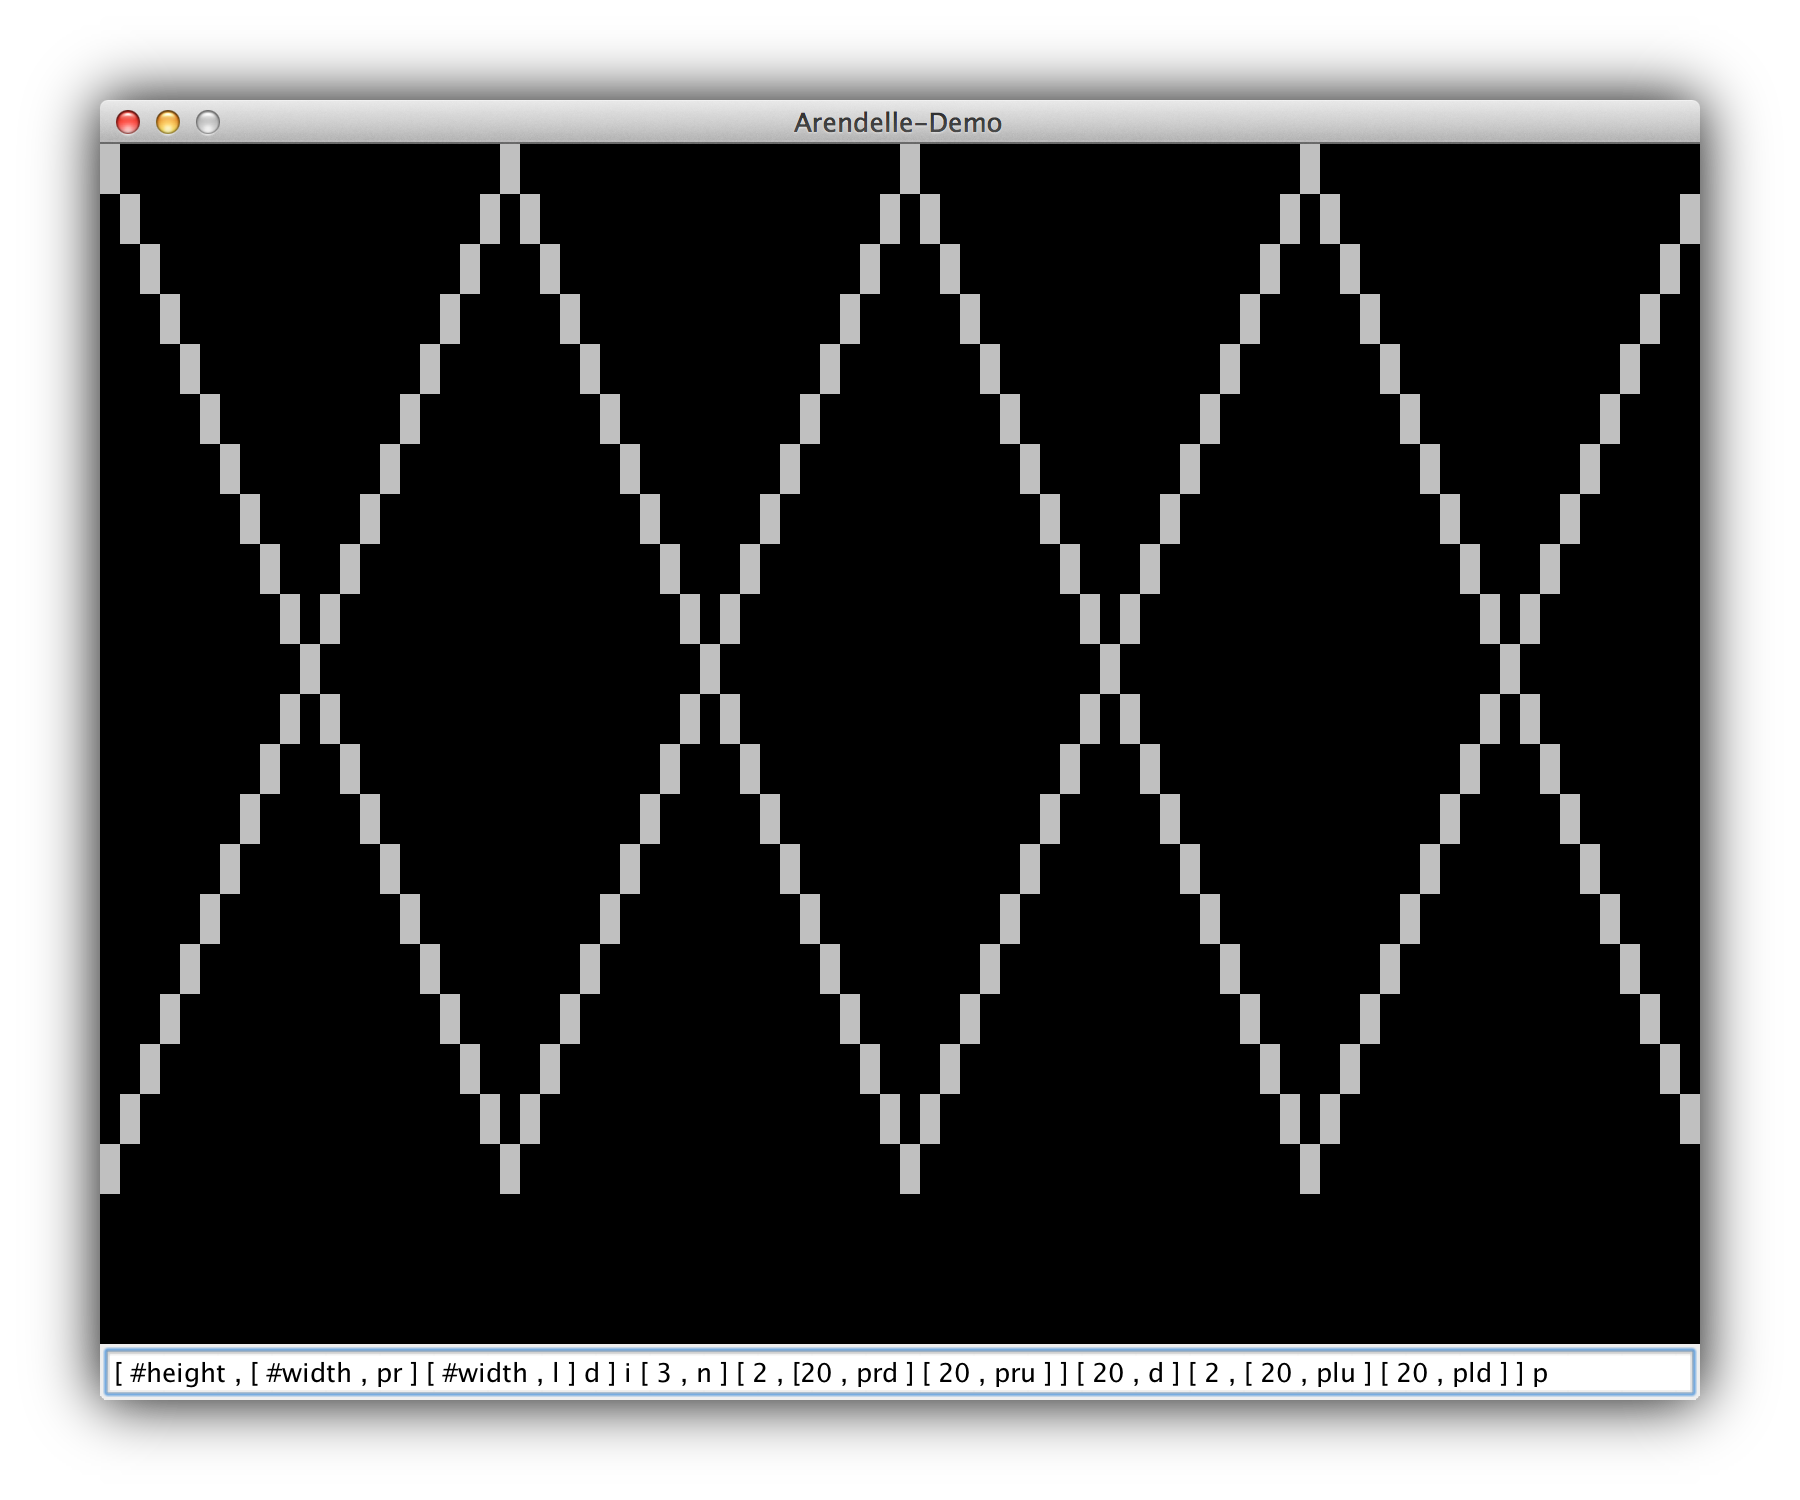 Arendelle-Demo
[ #height , [ #width , pr ] [ #width , l ] d ] i [ 3 , n ] [ 2 , [20 , prd ] [ 20 , pru ] ] [ 20 , d ] [ 2 , [ 20 , plu ] [ 20 , pld ] ] p